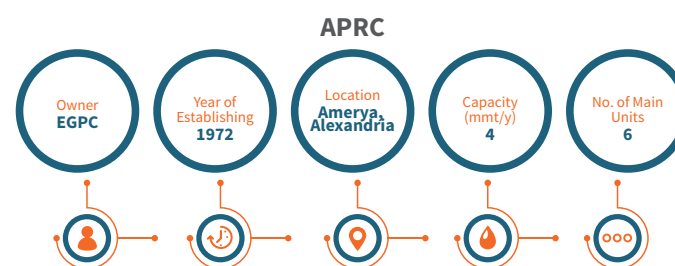 APRC
Owner
EGPC
Year of
Establishing
1972
Location
Amerya,
Alexandria
Capacity
(mmt/y)
4
No. of Main
Units
6